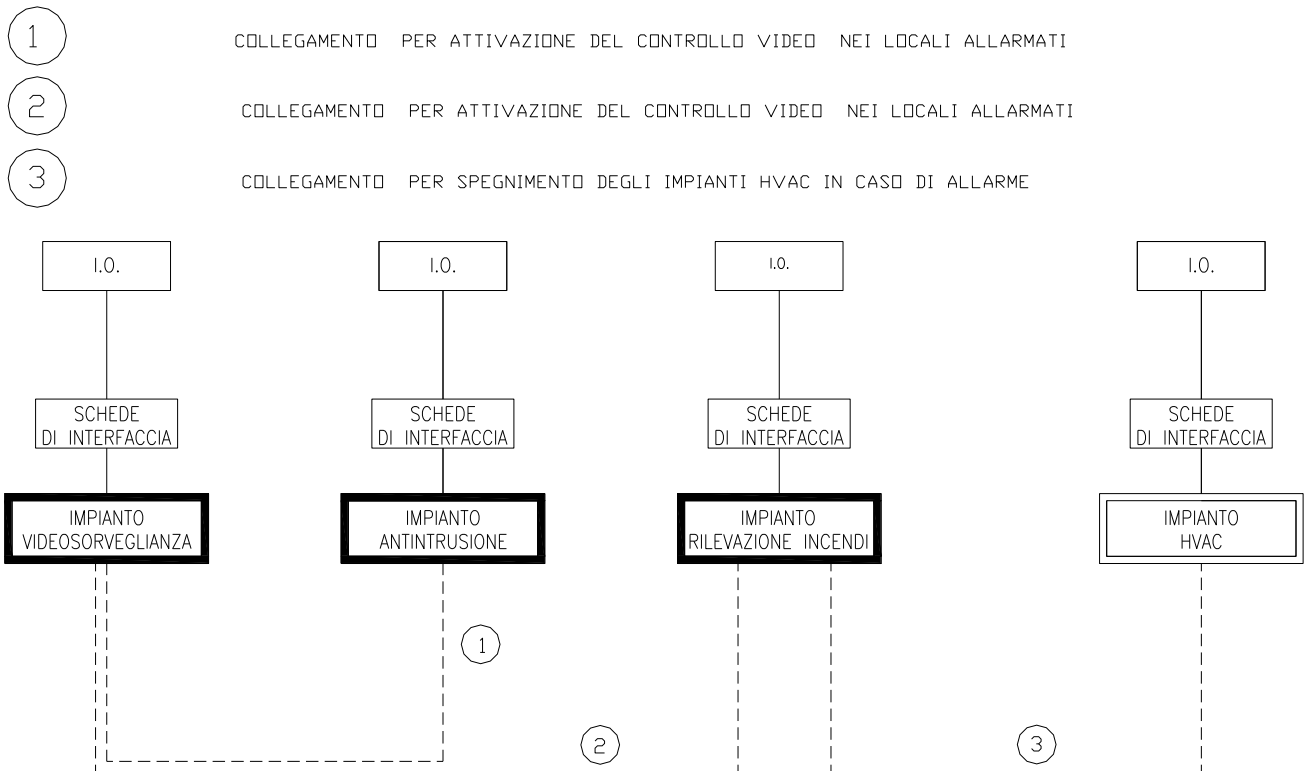 1
COLLEGAMENTO PER ATTIVAZIONE DEL CONTROLLO VIDEO NEI LOCALI ALLARMATI
2
COLLEGAMENTO PER ATTIVAZIONE DEL CONTROLLO VIDEO NEI LOCALI ALLARMATI
3
COLLEGAMENTO PER SPEGNIMENTO DEGLI IMPIANTI HVAC IN CASO DI ALLARME
I.O.
I.O.
I.O.
I.O.
SCHEDE
DI INTERFACCIA
SCHEDE
DI INTERFACCIA
SCHEDE
DI INTERFACCIA
SCHEDE
DI INTERFACCIA
IMPIANTO
VIDEOSORVEGLIANZA
IMPIANTO
ANTINTRUSIONE
IMPIANTO
RILEVAZIONE INCENDI
IMPIANTO
HVAC
1
2
3